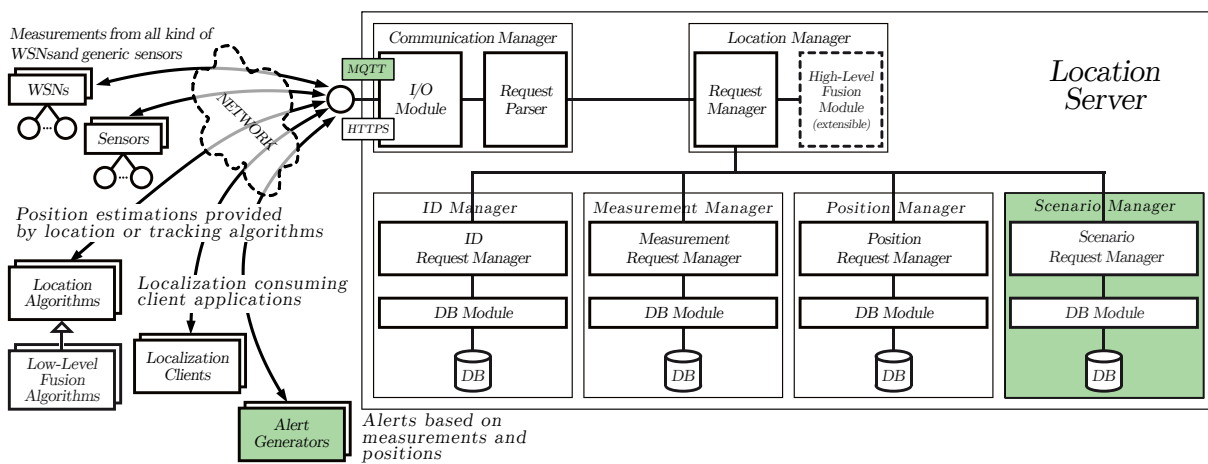 Measurements from all kind of
WSNsand generic sensors
WSNs
...
Sensors
...
NETWORK
MQTT
HTTPS
Communication Manager
I/O
Module
Request
Parser
Location Manager
Request
Manager
High-Level
Fusion
Module
(extensible)
Location
Server
Position estimations provided
by location or tracking algorithms
Location
Algorithms
Low-Level
Fusion
Algorithms
Localization consuming
client applications
Localization
Clients
Alert
Generators
Alerts based on
measurements and
positions
ID Manager
ID
Request Manager
DB Module
DB
Measurement Manager
Measurement
Request Manager
DB Module
DB
Position Manager
Position
Request Manager
DB Module
DB
Scenario Manager
Scenario
Request Manager
DB Module
DB